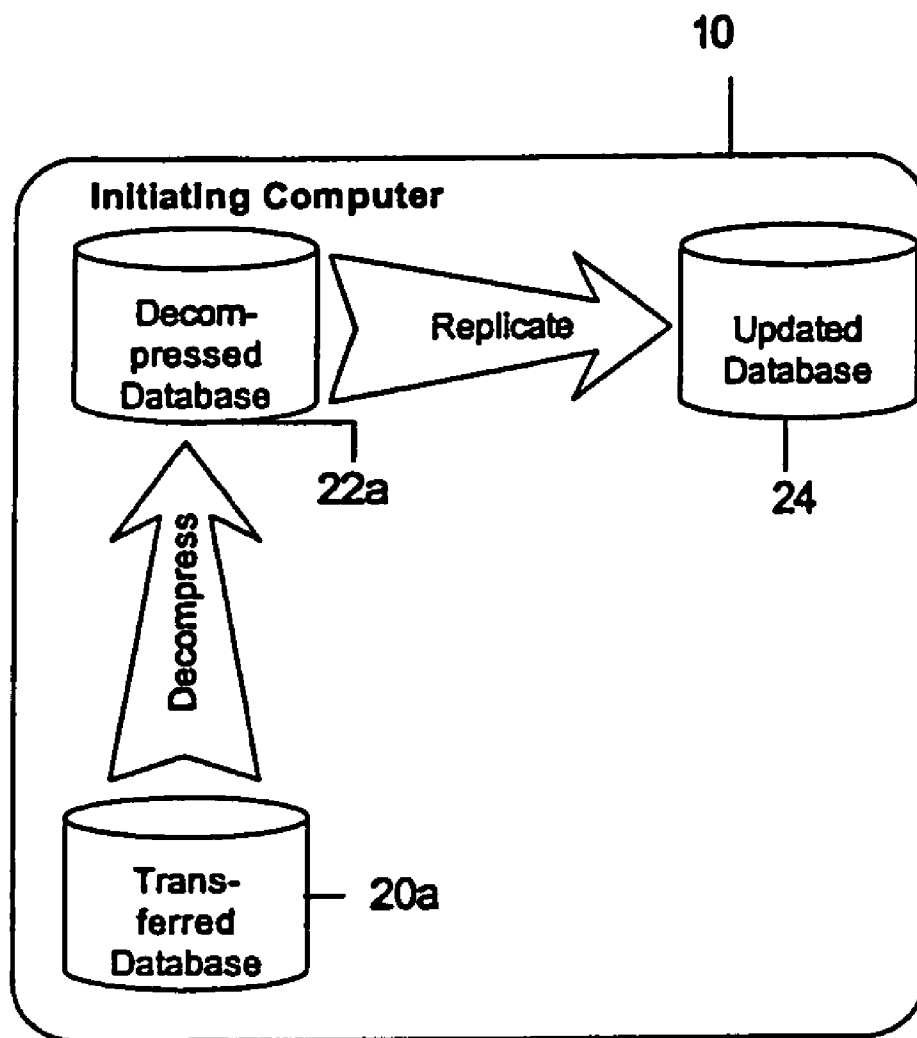 10
Initiating Computer
Decom-
pressed
Database
Replicate
Updated
Database
22a
24
Decompress
Trans-
ferred
Database
20a